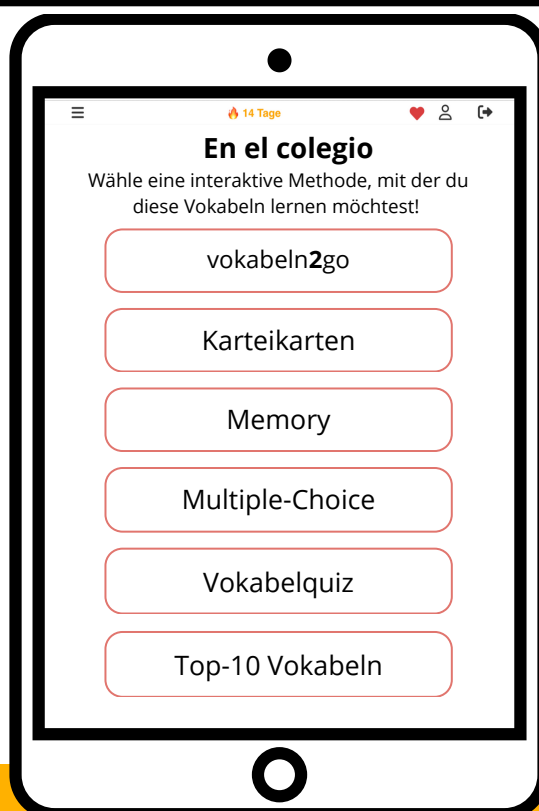 14 Tage
En el colegio
Wähle eine interaktive Methode, mit der du
diese Vokabeln lernen möchtest!
vokabeln2go
Karteikarten
Memory
Multiple-Choice
Vokabelquiz
Top-10 Vokabeln